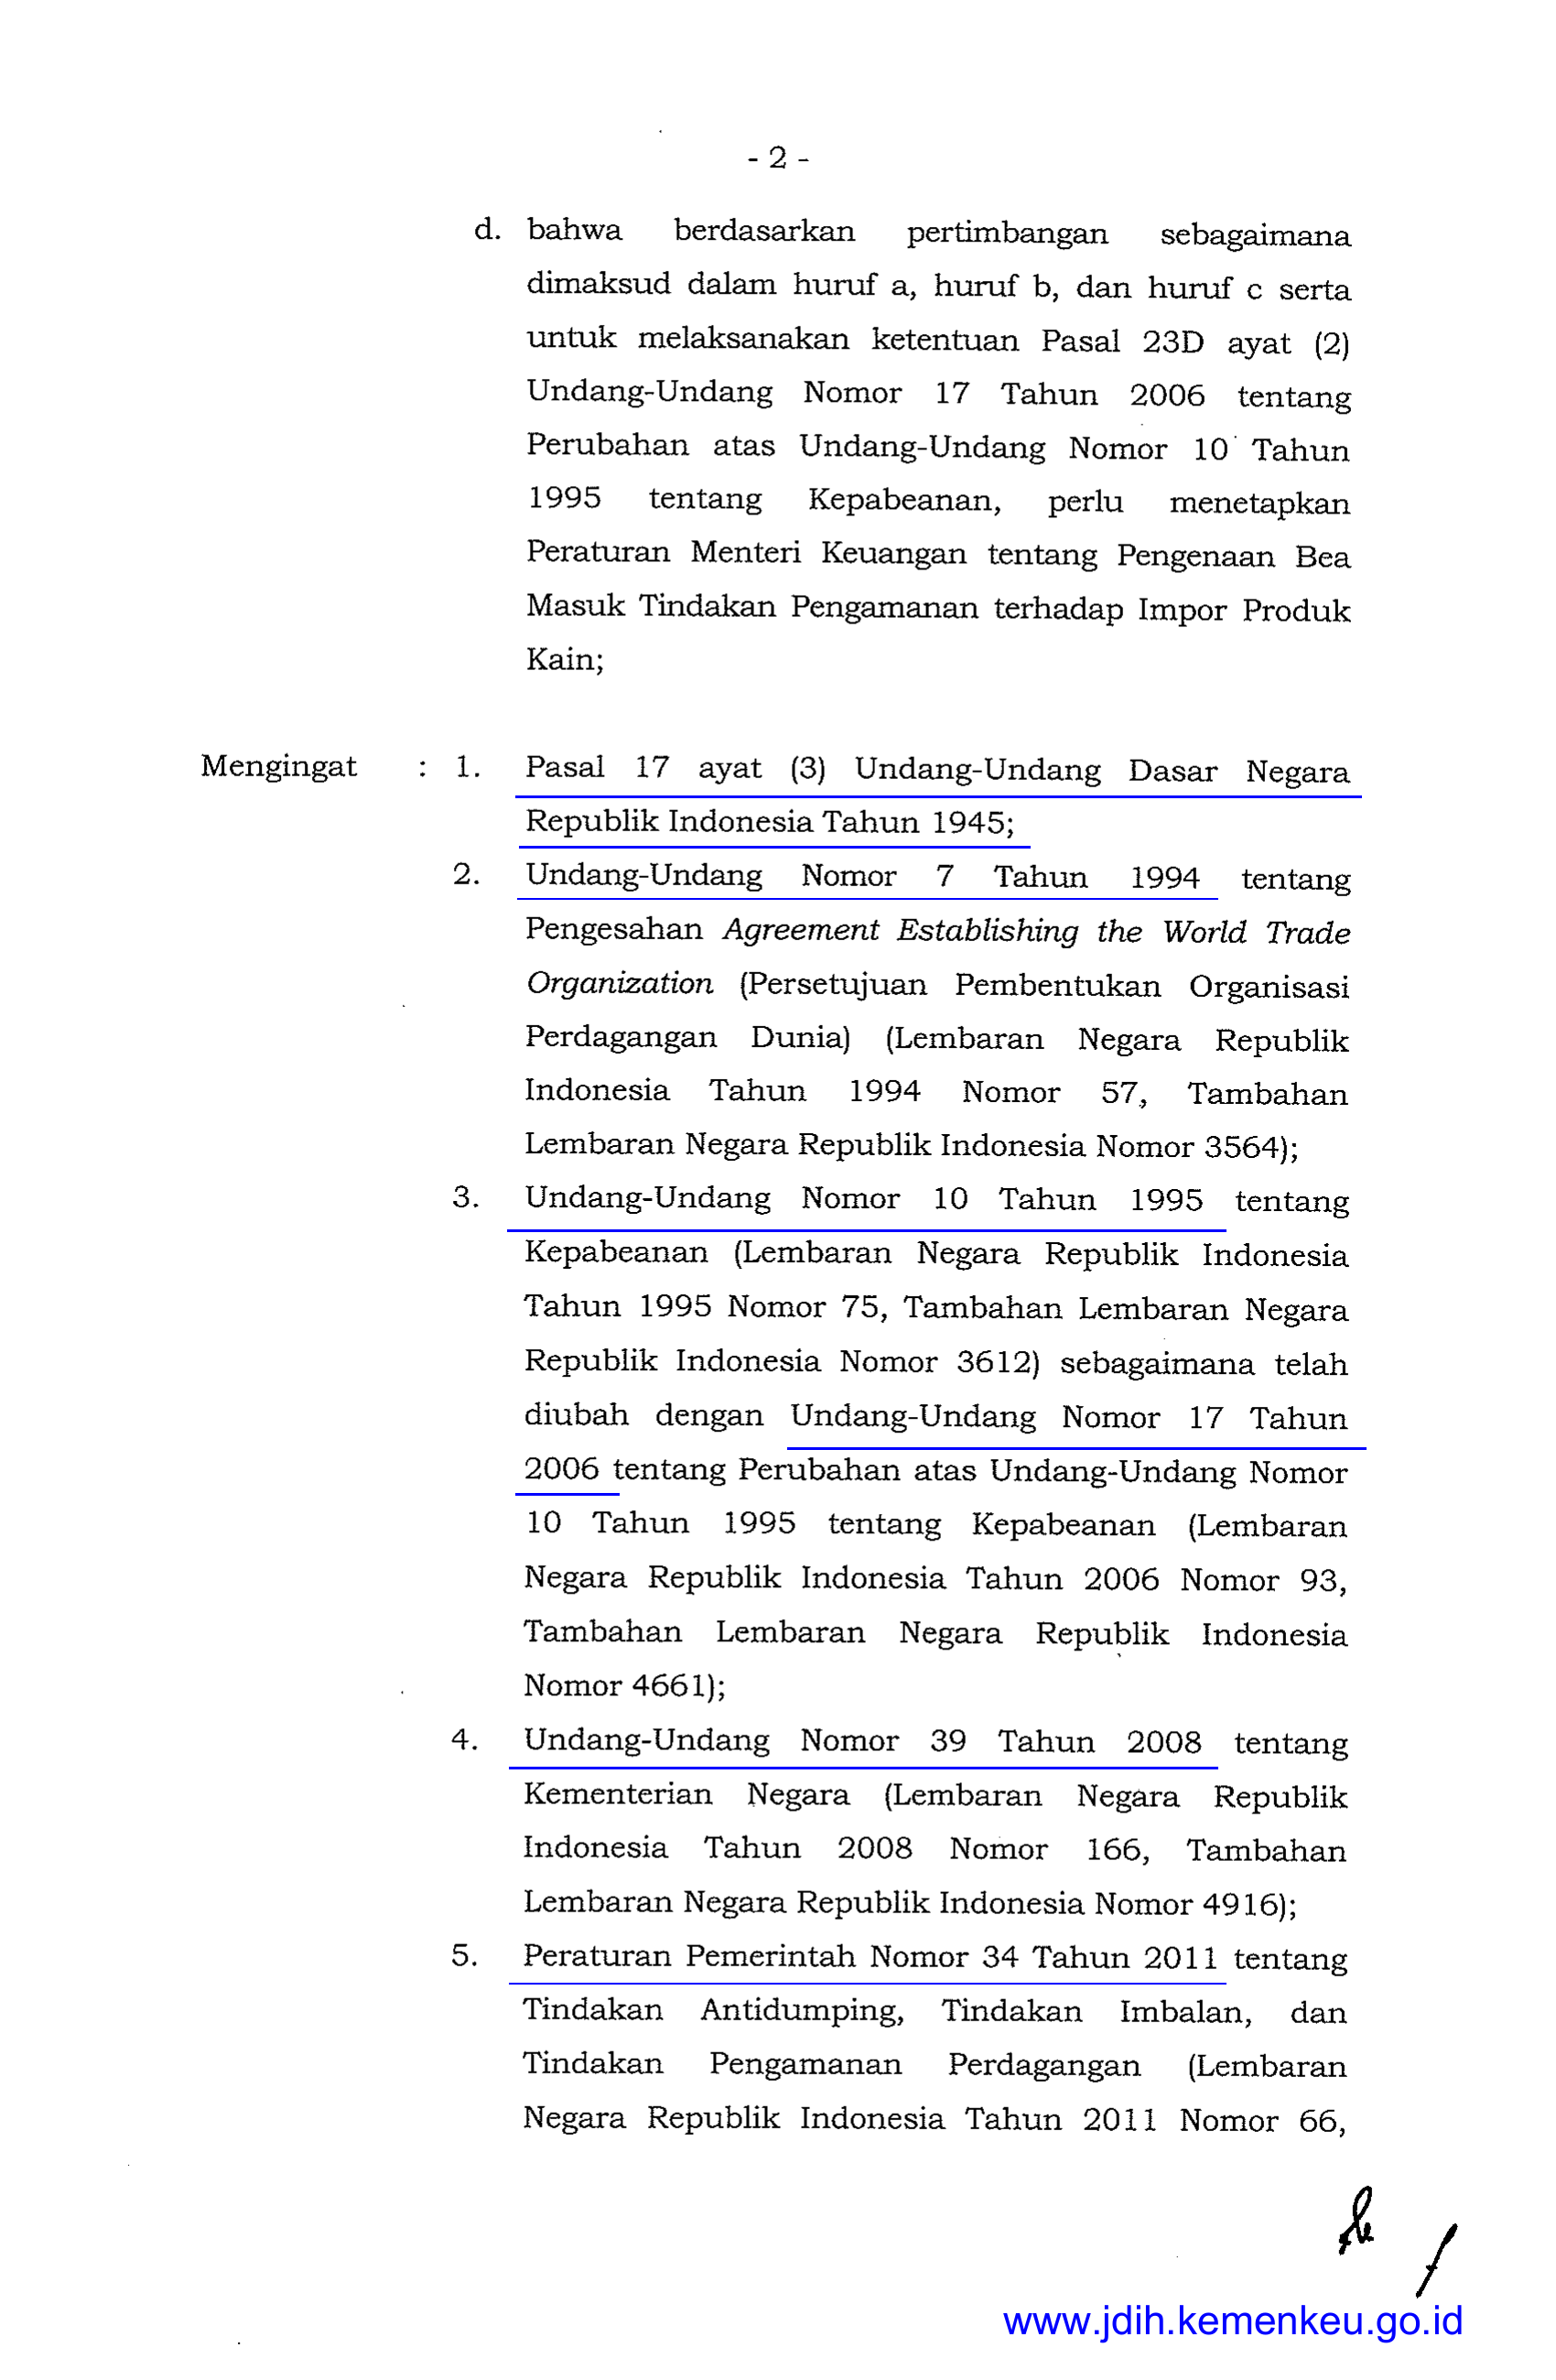 - 2 -
d. bahwa berdasarkan pertimbangan sebagaimana
dimaksud dalam huruf a, huruf b, dan huruf c serta
untuk melaksanakan ketentuan Pasal 23D ayat (2)
Undang-Undang Nomor 17 Tahun 2006 tentang
Perubahan atas Undang-Undang Nomor 10 Tahun
1995 tentang Kepabeanan, perlu menetapkan
Peraturan Menteri Keuangan tentang Pengenaan Bea
Masuk Tindakan Pengamanan terhadap Impor Produk
Kain;
Mengingat : 1. Pasal 17 ayat (3) Undang-Undang Dasar Negara
Republik Indonesia Tahun 1945;
2. Undang-Undang Nomor 7 Tahun 1994 tentang
Pengesahan Agreement Establishing the World Trade
Organization (Persetujuan Pembentukan Organisasi
Perdagangan Dunia) (Lembaran Negara Republik
Indonesia Tahun 1994 Nomor 57, Tambahan
Lembaran Negara Republik Indonesia Nomor 3564);
3. Undang-Undang Nomor 10 Tahun 1995 tentang
Kepabeanan (Lembaran Negara Republik Indonesia
Tahun 1995 Nomor 75, Tambahan Lembaran Negara
Republik Indonesia Nomor 3612) sebagaimana telah
diubah dengan Undang-Undang Nomor 17 Tahun
2006 tentang Perubahan atas Undang-Undang Nomor
10 Tahun 1995 tentang Kepabeanan (Lembaran
Negara Republik Indonesia Tahun 2006 Nomor 93,
Tambahan Lembaran Negara Republik Indonesia
Nomor 4661);
4. Undang-Undang Nomor 39 Tahun 2008 tentang
Kementerian Negara (Lembaran Negara Republik
Indonesia Tahun 2008 Nomor 166, Tambahan
Lembaran Negara Republik Indonesia Nomor 4916);
5. Peraturan Pemerintah Nomor 34 Tahun 2011 tentang
Tindakan Antidumping, Tindakan Imbalan, dan
Tindakan Pengamanan Perdagangan (Lembaran
Negara Republik Indonesia Tahun 2011 Nomor 66,
www.jdih.kemenkeu.go.id